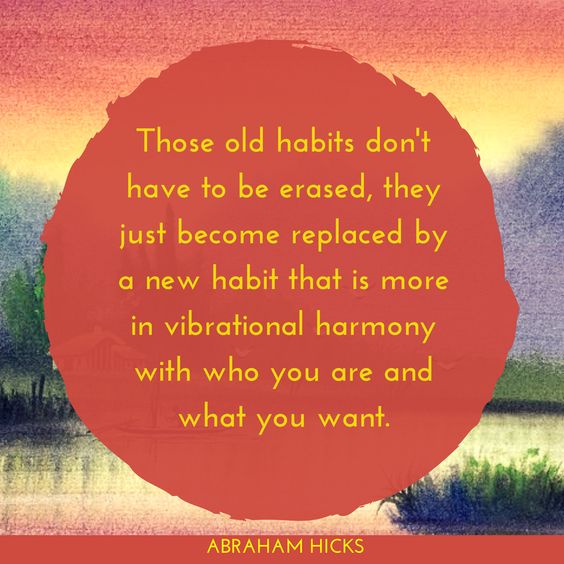 Those old habits don't
have to be erased, they
just become replaced by
a new habit that is more
in vibrational harmony
with who you are and
what you want.
ABRAHAM HICKS